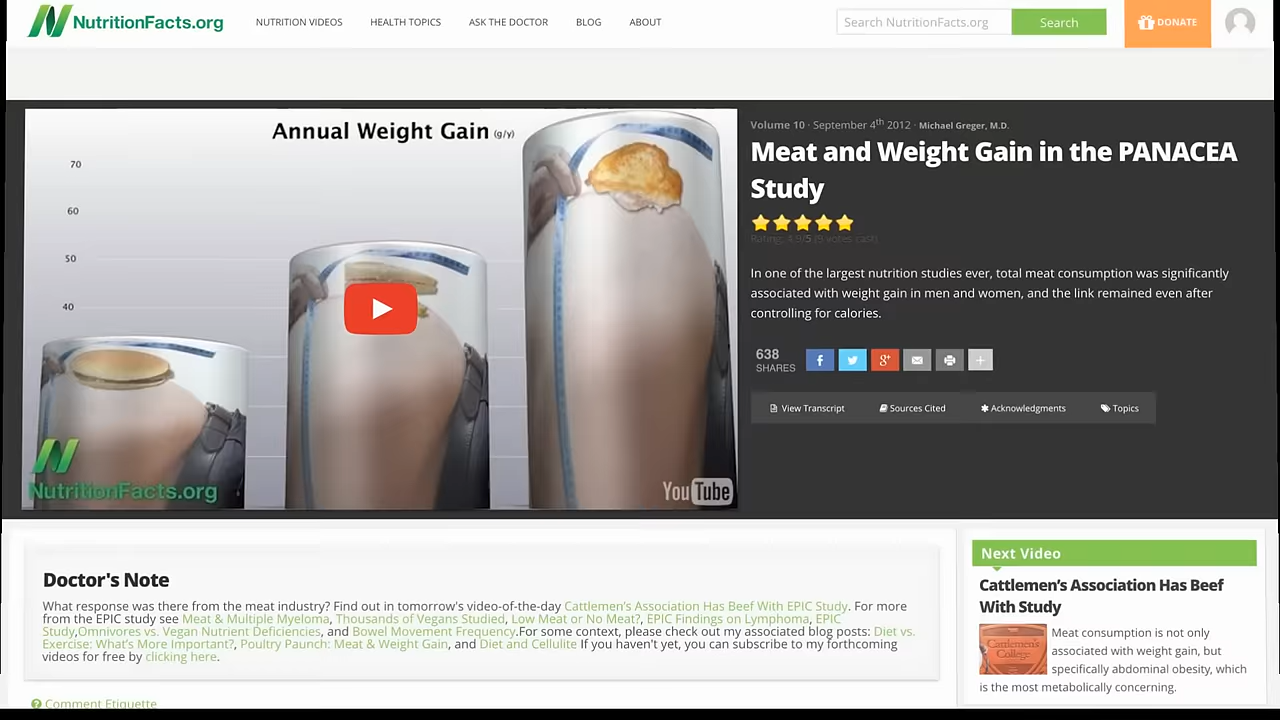 NutritionFacts.org
NUTRITION VIDEOS
HEALTH TOPICS
ASK THE DOCTOR
BLOG
ABOUT
Search NutritionFacts.org
Search
DONATE
Annual Weight Gain (g/y)
70
60
50
40
NutritionFacts.org
YouTube
Volume 10 · September 4th 2012 · Michael Greger, M.D.
Meat and Weight Gain in the PANACEA
Study
In one of the largest nutrition studies ever, total meat consumption was significantly
associated with weight gain in men and women, and the link remained even after
controlling for calories.
638
SHARES
f
g+
+
View Transcript
Sources Cited
Acknowledgments
Topics
Doctor's Note
What response was there from the meat industry? Find out in tomorrow's video-of-the-day Cattlemen's Association Has Beef With EPIC Study. For more
from the EPIC study see Meat & Multiple Myeloma, Thousands of Vegans Studied, Low Meat or No Meat?, EPIC Findings on Lymphoma, EPIC
Study,Omnivores vs. Vegan Nutrient Deficiencies, and Bowel Movement Frequency.For some context, please check out my associated blog posts: Diet vs.
Exercise: What's More Important?, Poultry and Meat & Weight Gain, and Diet and Cellulite If you haven't yet, you can subscribe to my forthcoming
videos for free by clicking here.
Comment Etiquette
Next Video
Cattlemen's Association Has Beef
With Study
Cattlemen's
College
Meat consumption is not only
associated with weight gain, but
specifically abdominal obesity, which
is the most metabolically concerning.